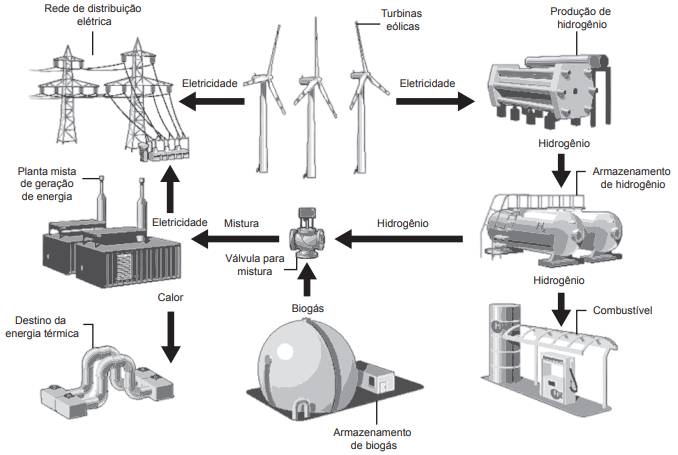 Rede de distribuição
elétrica
Turbinas
eólicas
Produção de
hidrogênio
Eletricidade
Eletricidade
Hidrogênio
Planta mista
de geração
de energia
Armazenamento
de hidrogênio
Eletricidade
Mistura
Hidrogênio
Válvula para
mistura
Hidrogênio
Calor
Biogás
Combustível
Destino da
energia térmica
Armazenamento
de biogás